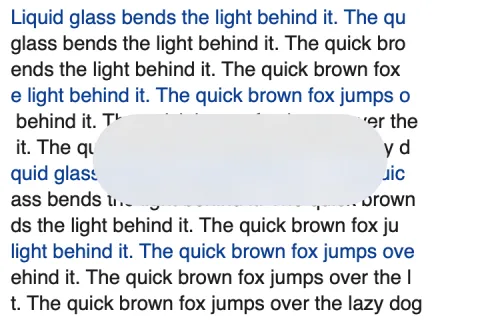 Liquid glass bends the light behind it. The qu
glass bends the light behind it. The quick bro
ends the light behind it. The quick brown fox
e light behind it. The quick brown fox jumps o
behind it. the
it. The d
quid glass
ass bends brown
ds the light behind it. The quick brown fox ju
light behind it. The quick brown fox jumps ove
ehind it. The quick brown fox jumps over the l
t. The quick brown fox jumps over the lazy dog